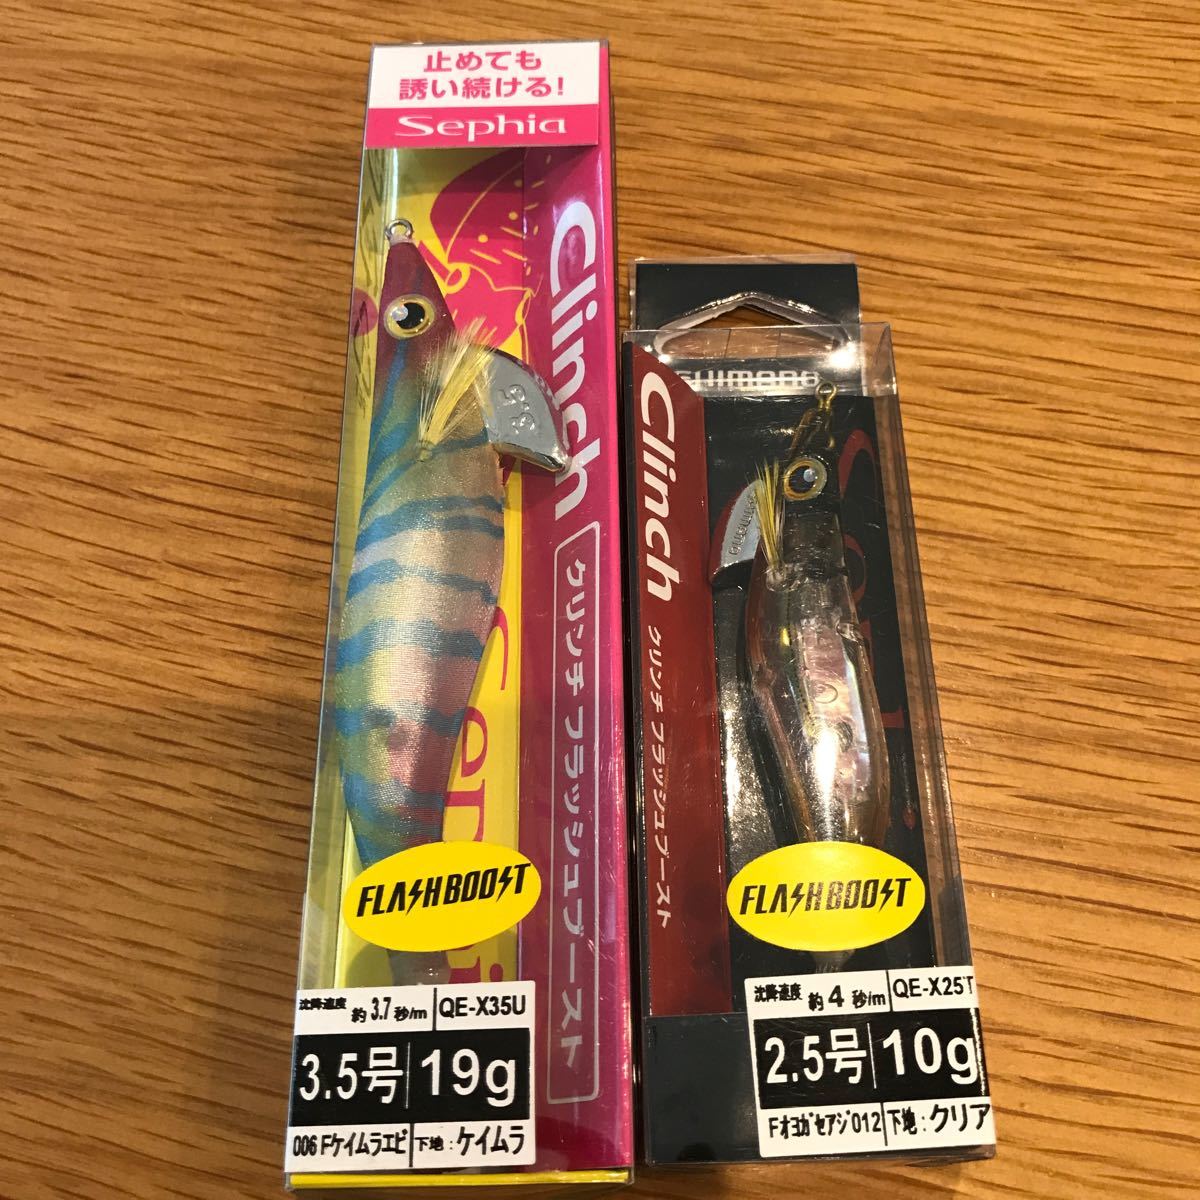 止めても
誘い続ける!
Sephia
Clinch
クリンチ フラッシュブースト
3.5
FLASHBOOST
沈降速度 約3.7秒/m QE-X35U
3.5号 19g
006 Fケイムラエビ 下地:ケイムラ
SHIMANO
Clinch
クリンチ フラッシュブースト
FLASHBOOST
沈降速度 約4秒/m QE-X25T
2.5号 10g
Fオヨガセアジ012 下地:クリア